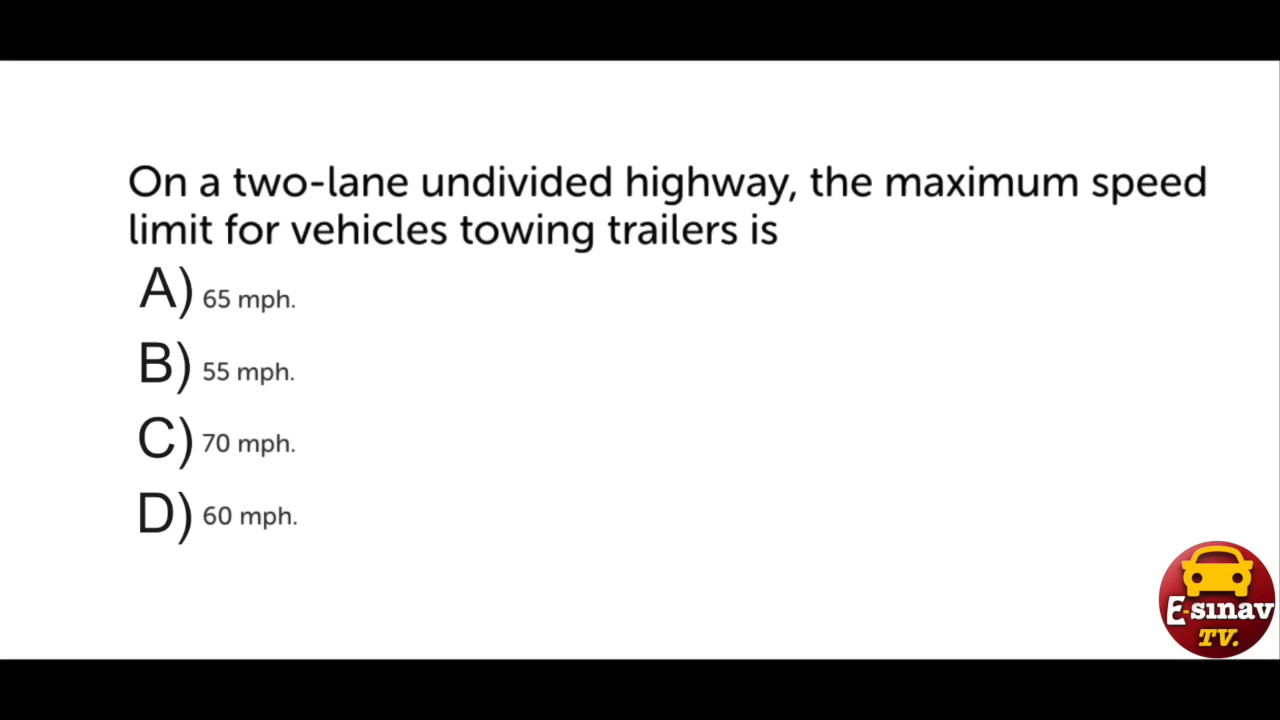 On a two-lane undivided highway, the maximum speed
limit for vehicles towing trailers is
A) 65 mph.
B) 55 mph.
C) 70 mph.
D) 60 mph.
E-sınav
TV.